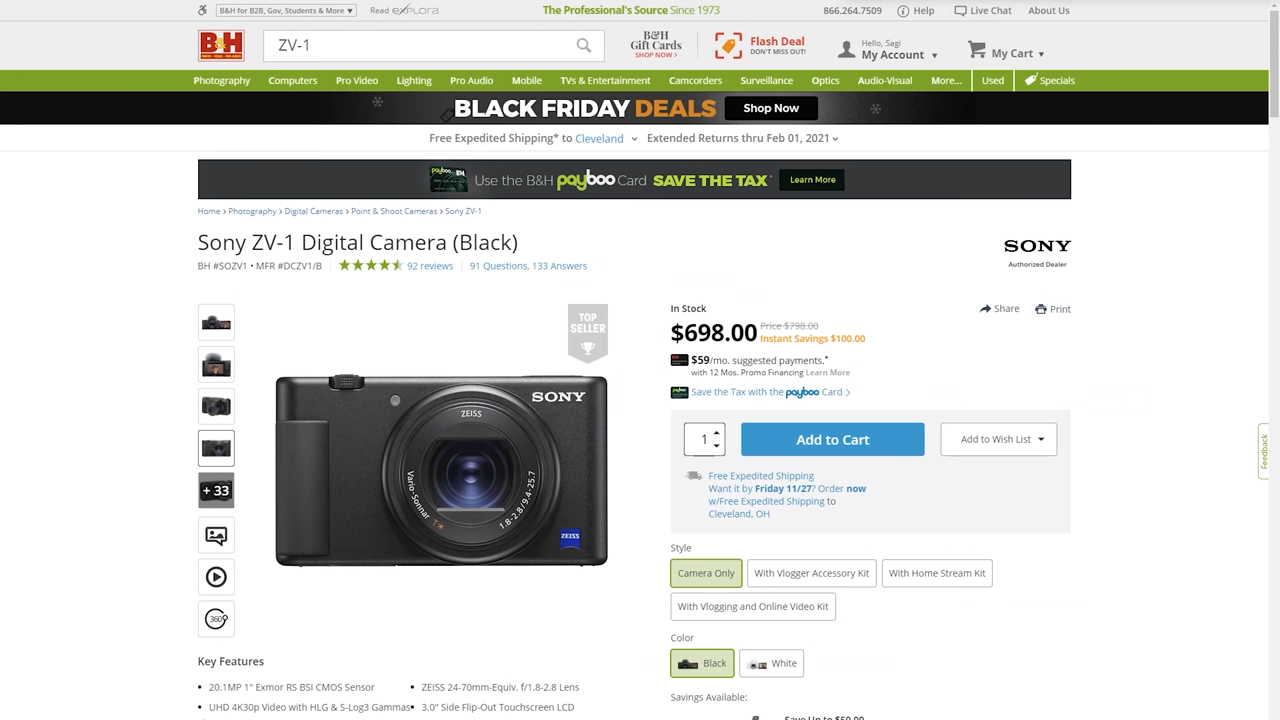 B&H for B2B, Gov, Students & More ▼
Read eXPLORA
The Professional's Source Since 1973
866.264.7509
Help
Live Chat
About Us
B&H
PHOTO · VIDEO · PRO AUDIO
ZV-1
B&H
Gift Cards
SHOP NOW >
Flash Deal
DON'T MISS OUT!
Hello, Sagi
My Account ▼
My Cart ▼
Photography Computers Pro Video Lighting Pro Audio Mobile TVs & Entertainment Camcorders Surveillance Optics Audio-Visual More... Used Specials
BLACK FRIDAY DEALS Shop Now
Free Expedited Shipping* to Cleveland Extended Returns thru Feb 01, 2021
Use the B&H payboo Card SAVE THE TAX* Learn More
Home > Photography > Digital Cameras > Point & Shoot Cameras > Sony ZV-1
Sony ZV-1 Digital Camera (Black)
BH #SOZV1 • MFR #DCZV1/B 92 reviews 91 Questions, 133 Answers
SONY
Authorized Dealer
TOP
SELLER
+ 33
360°
SONY
ZEISS
Vario-Sonnar T*
1.8-2.8/9.4-25.7
ZEISS
In Stock
Share
Print
$698.00 Price $798.00
Instant Savings $100.00
$59/mo. suggested payments.*
with 12 Mos. Promo Financing Learn More
Save the Tax with the payboo Card >
1
Add to Cart
Add to Wish List ▼
Free Expedited Shipping
Want it by Friday 11/27? Order now
w/Free Expedited Shipping to
Cleveland, OH
Style
Camera Only
With Vlogger Accessory Kit
With Home Stream Kit
With Vlogging and Online Video Kit
Color
Black
White
Savings Available:
Save Up to $50.00
Key Features
• 20.1MP 1" Exmor RS BSI CMOS Sensor
• ZEISS 24-70mm-Equiv. f/1.8-2.8 Lens
• UHD 4K30p Video with HLG & S-Log3 Gammas
• 3.0" Side Flip-Out Touchscreen LCD
Feedback